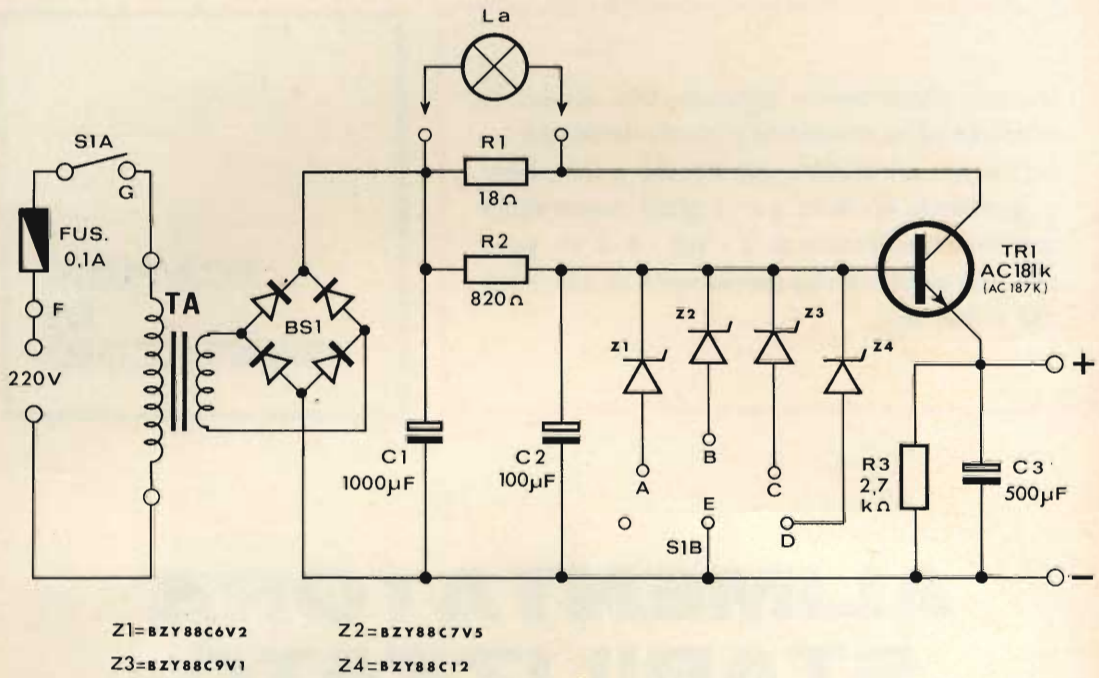 La
S1A
G
FUS.
0,1A
F
220V
TA
BS1
R1
18Ω
R2
820Ω
C1
1000µF
C2
100µF
Z1
Z2
Z3
Z4
A
B
C
D
E
S1B
TR1
AC181k
(AC187K)
R3
2,7
kΩ
C3
500µF
+
−
Z1=BZY88C6V2
Z2=BZY88C7V5
Z3=BZY88C9V1
Z4=BZY88C12